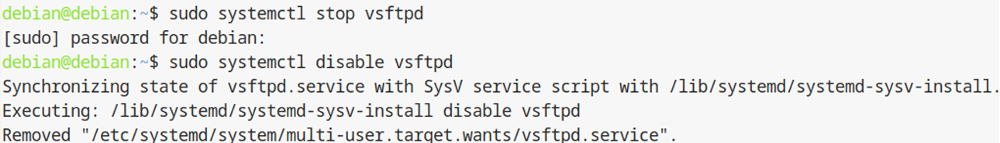 debian@debian:~$ sudo systemctl stop vsftpd
[sudo] password for debian:
debian@debian:~$ sudo systemctl disable vsftpd
Synchronizing state of vsftpd.service with SysV service script with /lib/systemd/systemd-sysv-install.
Executing: /lib/systemd/systemd-sysv-install disable vsftpd
Removed "/etc/systemd/system/multi-user.target.wants/vsftpd.service".